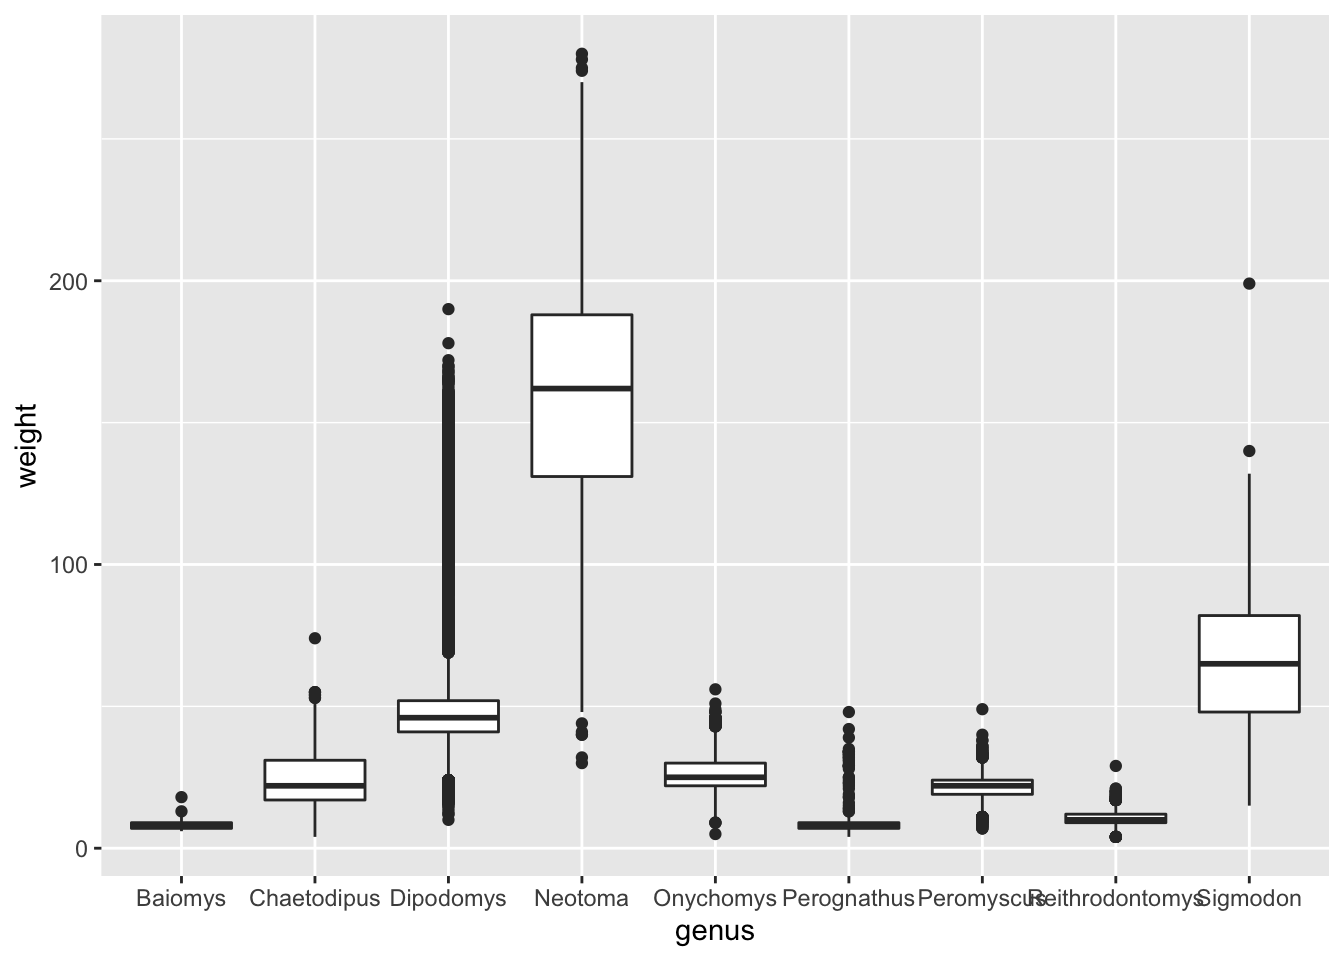 weight
200
100
0
Baiomys Chaetodipus Dipodomys Neotoma Onychomys Perognathus Peromyscus Reithrodontomys Sigmodon
genus